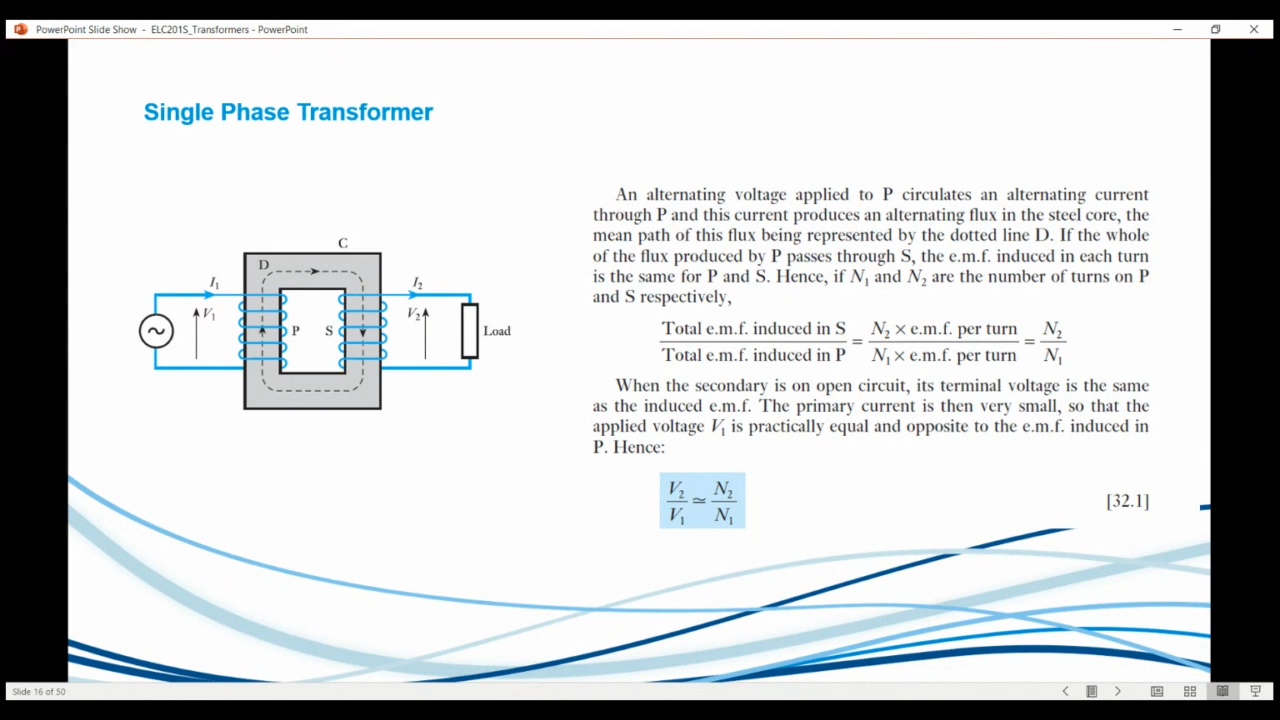 PowerPoint Slide Show - ELC201S_Transformers - PowerPoint
Single Phase Transformer
C
D
I1
I2
V1
V2
P
S
Load
An alternating voltage applied to P circulates an alternating current
through P and this current produces an alternating flux in the steel core, the
mean path of this flux being represented by the dotted line D. If the whole
of the flux produced by P passes through S, the e.m.f. induced in each turn
is the same for P and S. Hence, if N1 and N2 are the number of turns on P
and S respectively,
Total e.m.f. induced in S / Total e.m.f. induced in P = N2 × e.m.f. per turn / N1 × e.m.f. per turn = N2 / N1
When the secondary is on open circuit, its terminal voltage is the same
as the induced e.m.f. The primary current is then very small, so that the
applied voltage V1 is practically equal and opposite to the e.m.f. induced in
P. Hence:
V2 / V1 ≃ N2 / N1 [32.1]
Slide 16 of 50